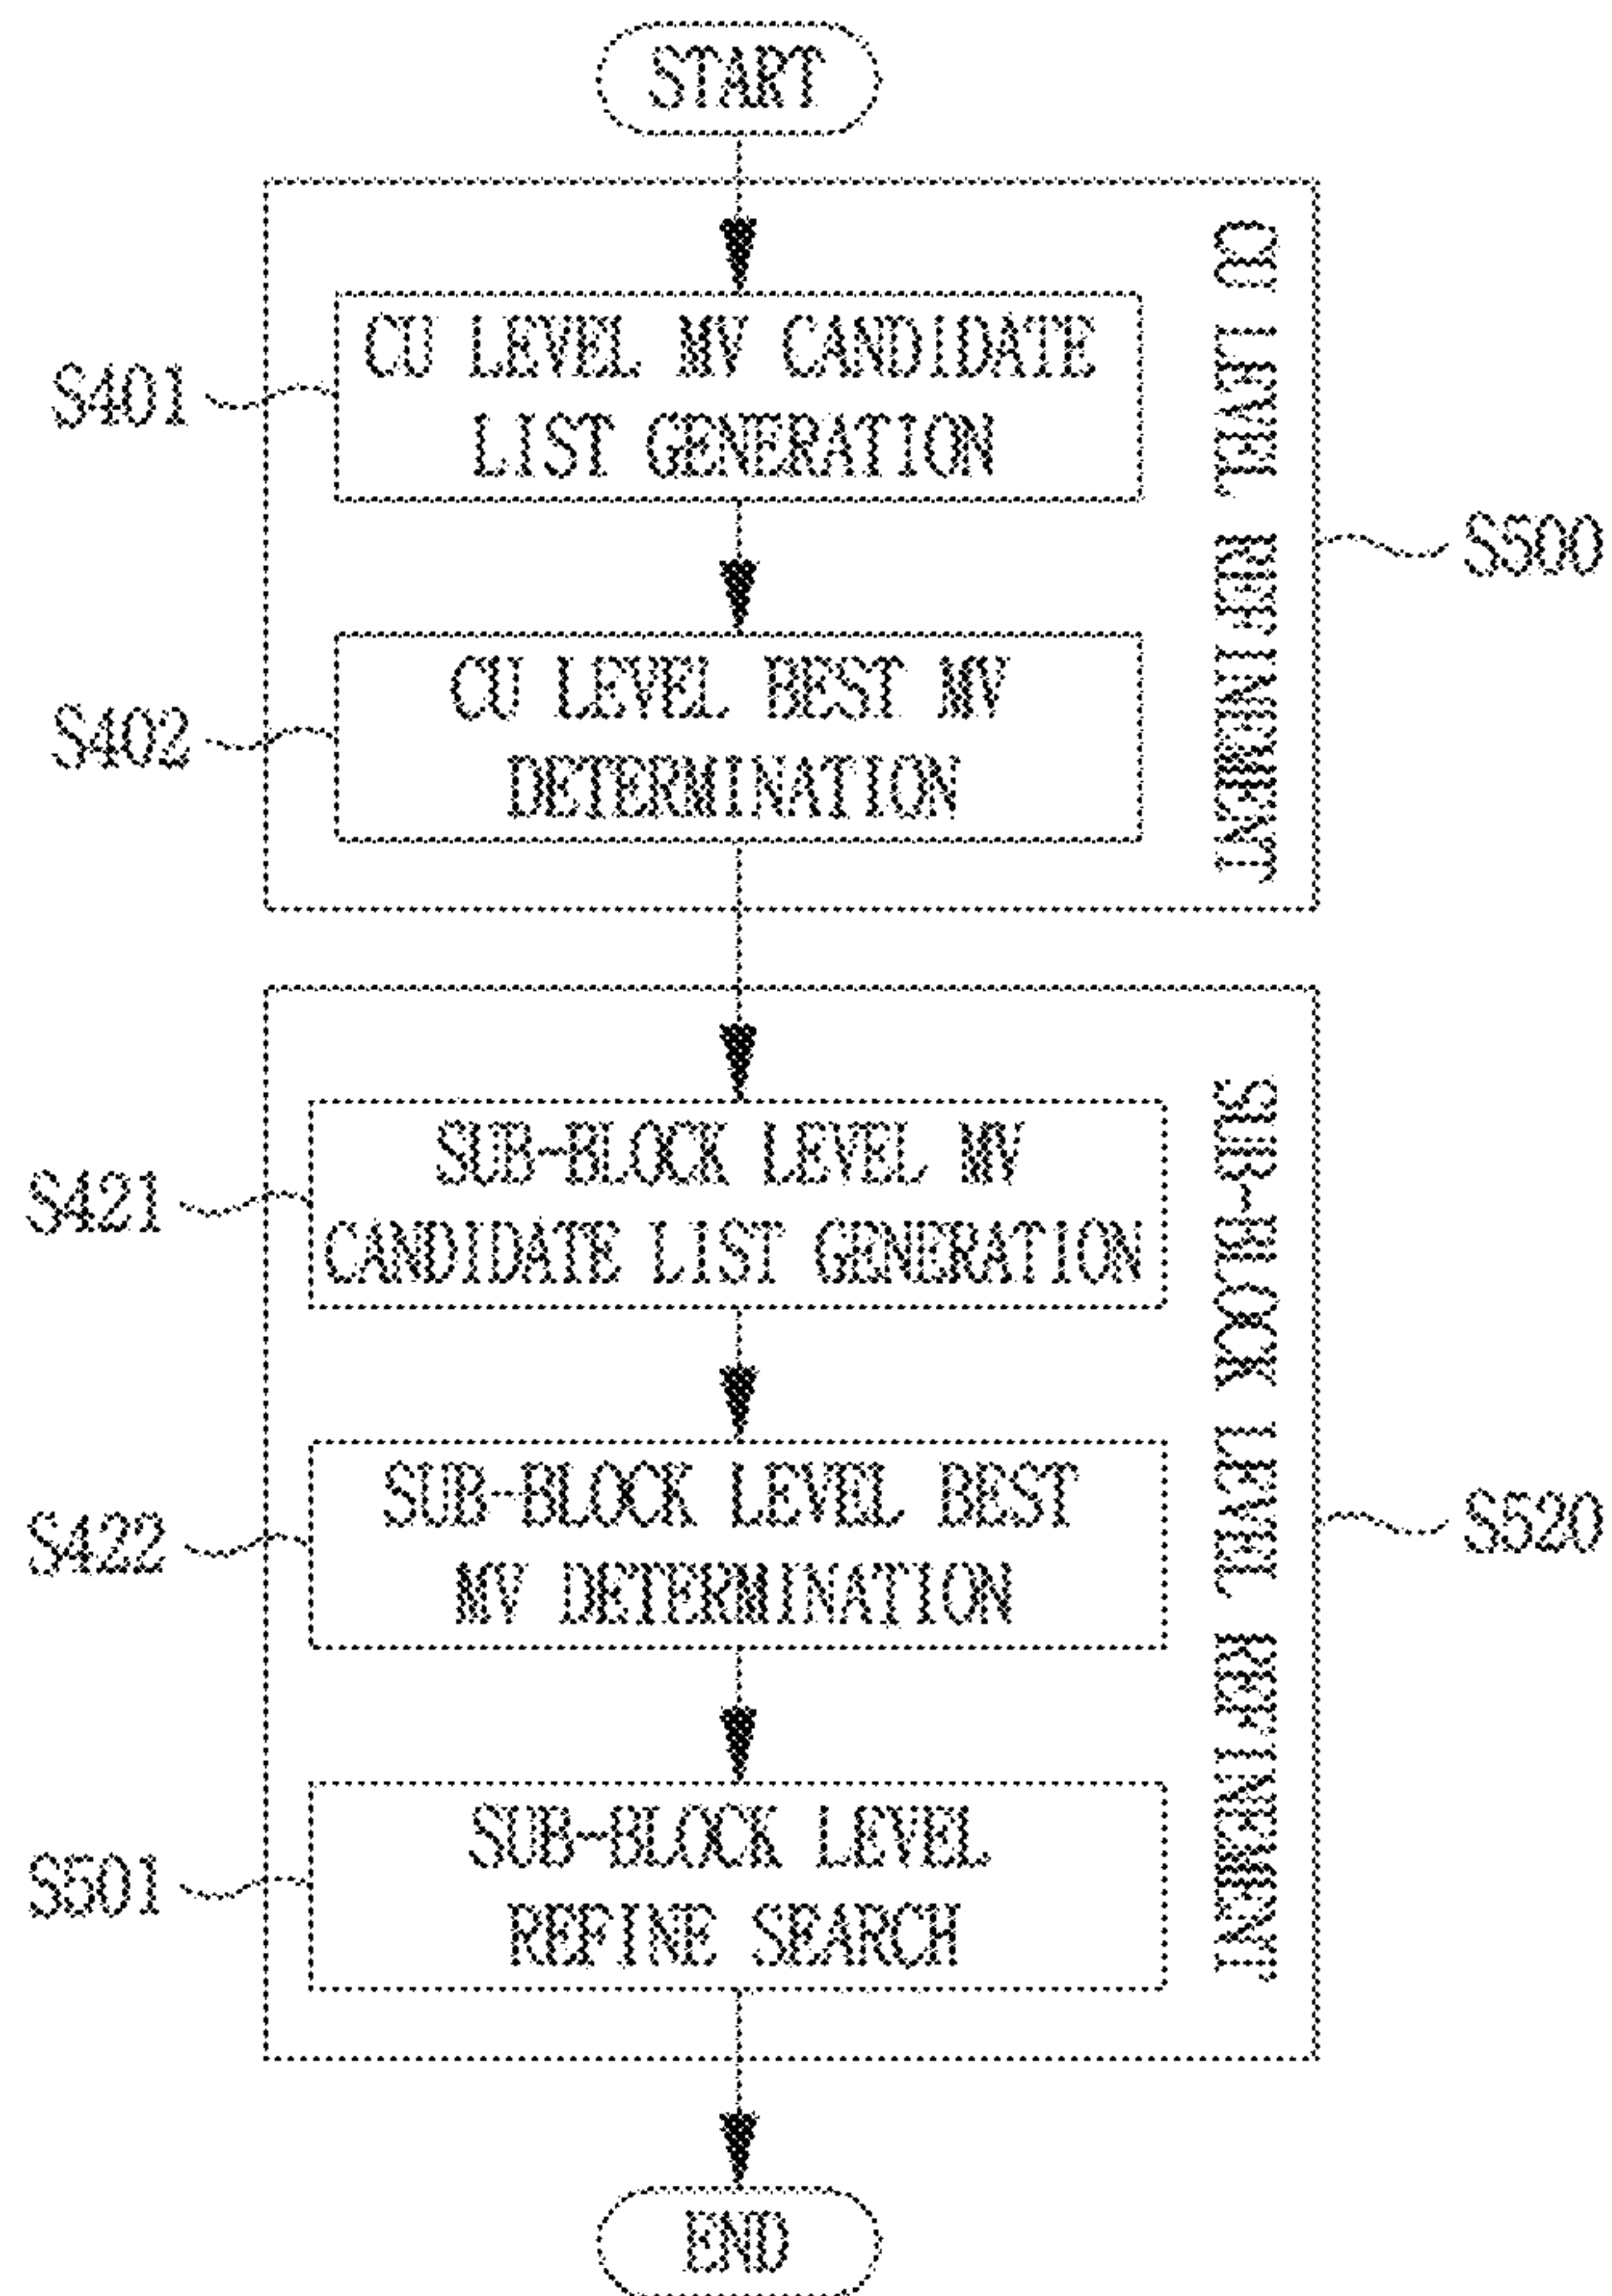 START
CU LEVEL REFINEMENT
S401
CU LEVEL MV CANDIDATE
LIST GENERATION
S500
S402
CU LEVEL BEST MV
DETERMINATION
SUB-BLOCK LEVEL REFINEMENT
S421
SUB-BLOCK LEVEL MV
CANDIDATE LIST GENERATION
S422
SUB-BLOCK LEVEL BEST
MV DETERMINATION
S520
S501
SUB-BLOCK LEVEL
REFINE SEARCH
END